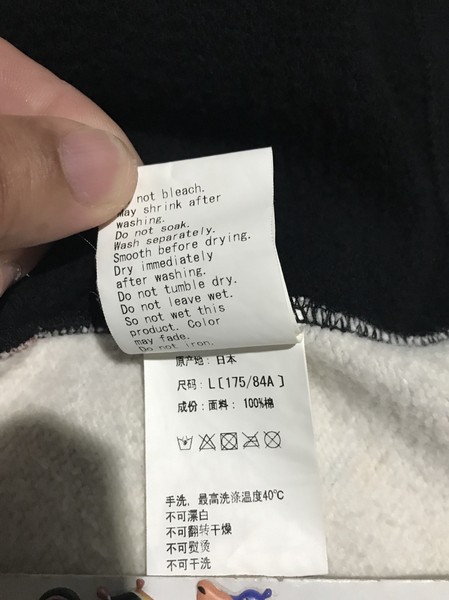 not bleach.
May shrink after
washing.
Do not soak.
Wash separately.
Smooth before drying.
Dry immediately
after washing.
Do not tumble dry.
Do not leave wet.
So not wet this
product. Color
may fade.
Do not iron.
原产地: 日本
尺码: L[175/84A]
成份: 面料: 100%棉
手洗, 最高洗涤温度40℃
不可漂白
不可翻转干燥
不可熨烫
不可干洗